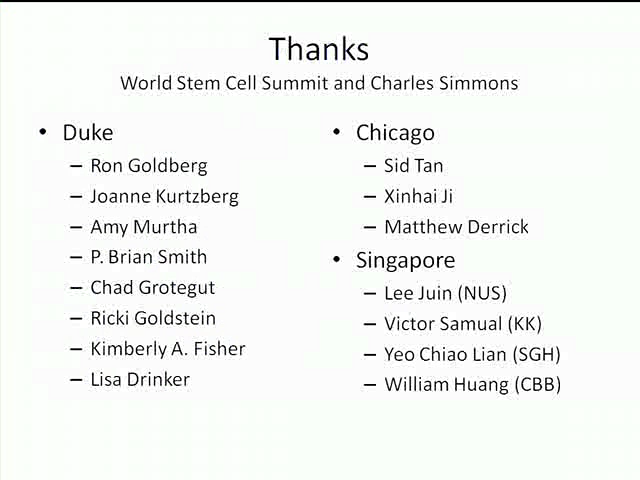 Thanks
World Stem Cell Summit and Charles Simmons
• Duke
– Ron Goldberg
– Joanne Kurtzberg
– Amy Murtha
– P. Brian Smith
– Chad Grotegut
– Ricki Goldstein
– Kimberly A. Fisher
– Lisa Drinker
• Chicago
– Sid Tan
– Xinhai Ji
– Matthew Derrick
• Singapore
– Lee Juin (NUS)
– Victor Samual (KK)
– Yeo Chiao Lian (SGH)
– William Huang (CBB)